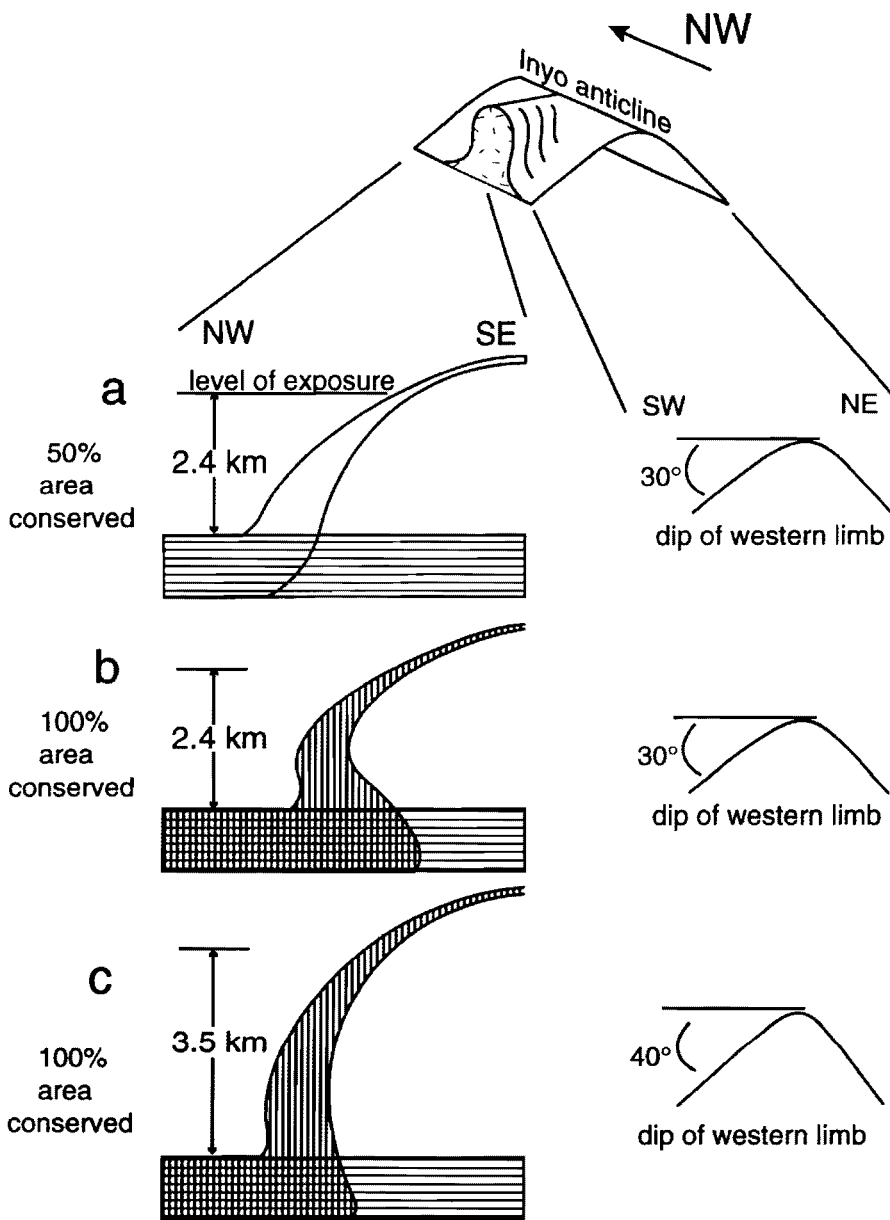 NW
Inyo anticline
NW
SE
a
level of exposure
50%
area
conserved
2.4 km
SW
NE
30°
dip of western limb
b
100%
area
conserved
2.4 km
30°
dip of western limb
c
100%
area
conserved
3.5 km
40°
dip of western limb